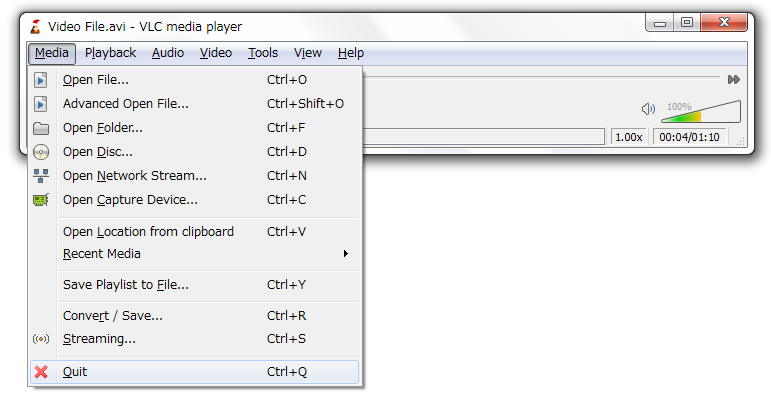 Video File.avi - VLC media player
Media Playback Audio Video Tools View Help
Open File... Ctrl+O
Advanced Open File... Ctrl+Shift+O
Open Folder... Ctrl+F
Open Disc... Ctrl+D
Open Network Stream... Ctrl+N
Open Capture Device... Ctrl+C
Open Location from clipboard Ctrl+V
Recent Media
Save Playlist to File... Ctrl+Y
Convert / Save... Ctrl+R
Streaming... Ctrl+S
Quit Ctrl+Q
100%
1.00x 00:04/01:10